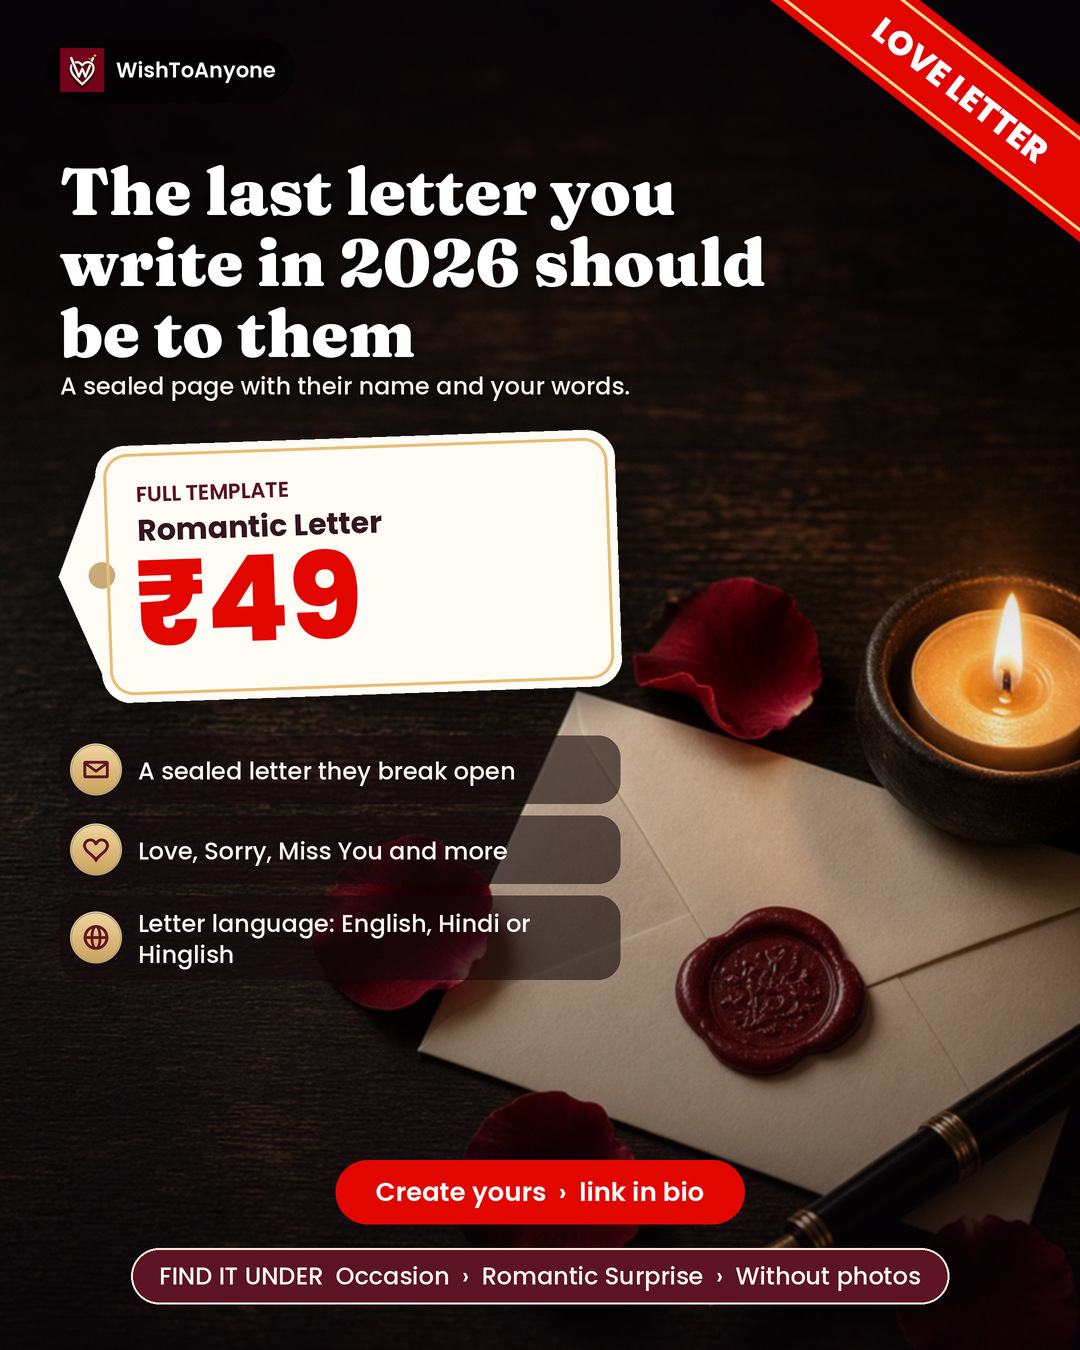 WishToAnyone
LOVE LETTER
The last letter you
write in 2026 should
be to them
A sealed page with their name and your words.
FULL TEMPLATE
Romantic Letter
₹49
A sealed letter they break open
Love, Sorry, Miss You and more
Letter language: English, Hindi or
Hinglish
Create yours › link in bio
FIND IT UNDER Occasion › Romantic Surprise › Without photos